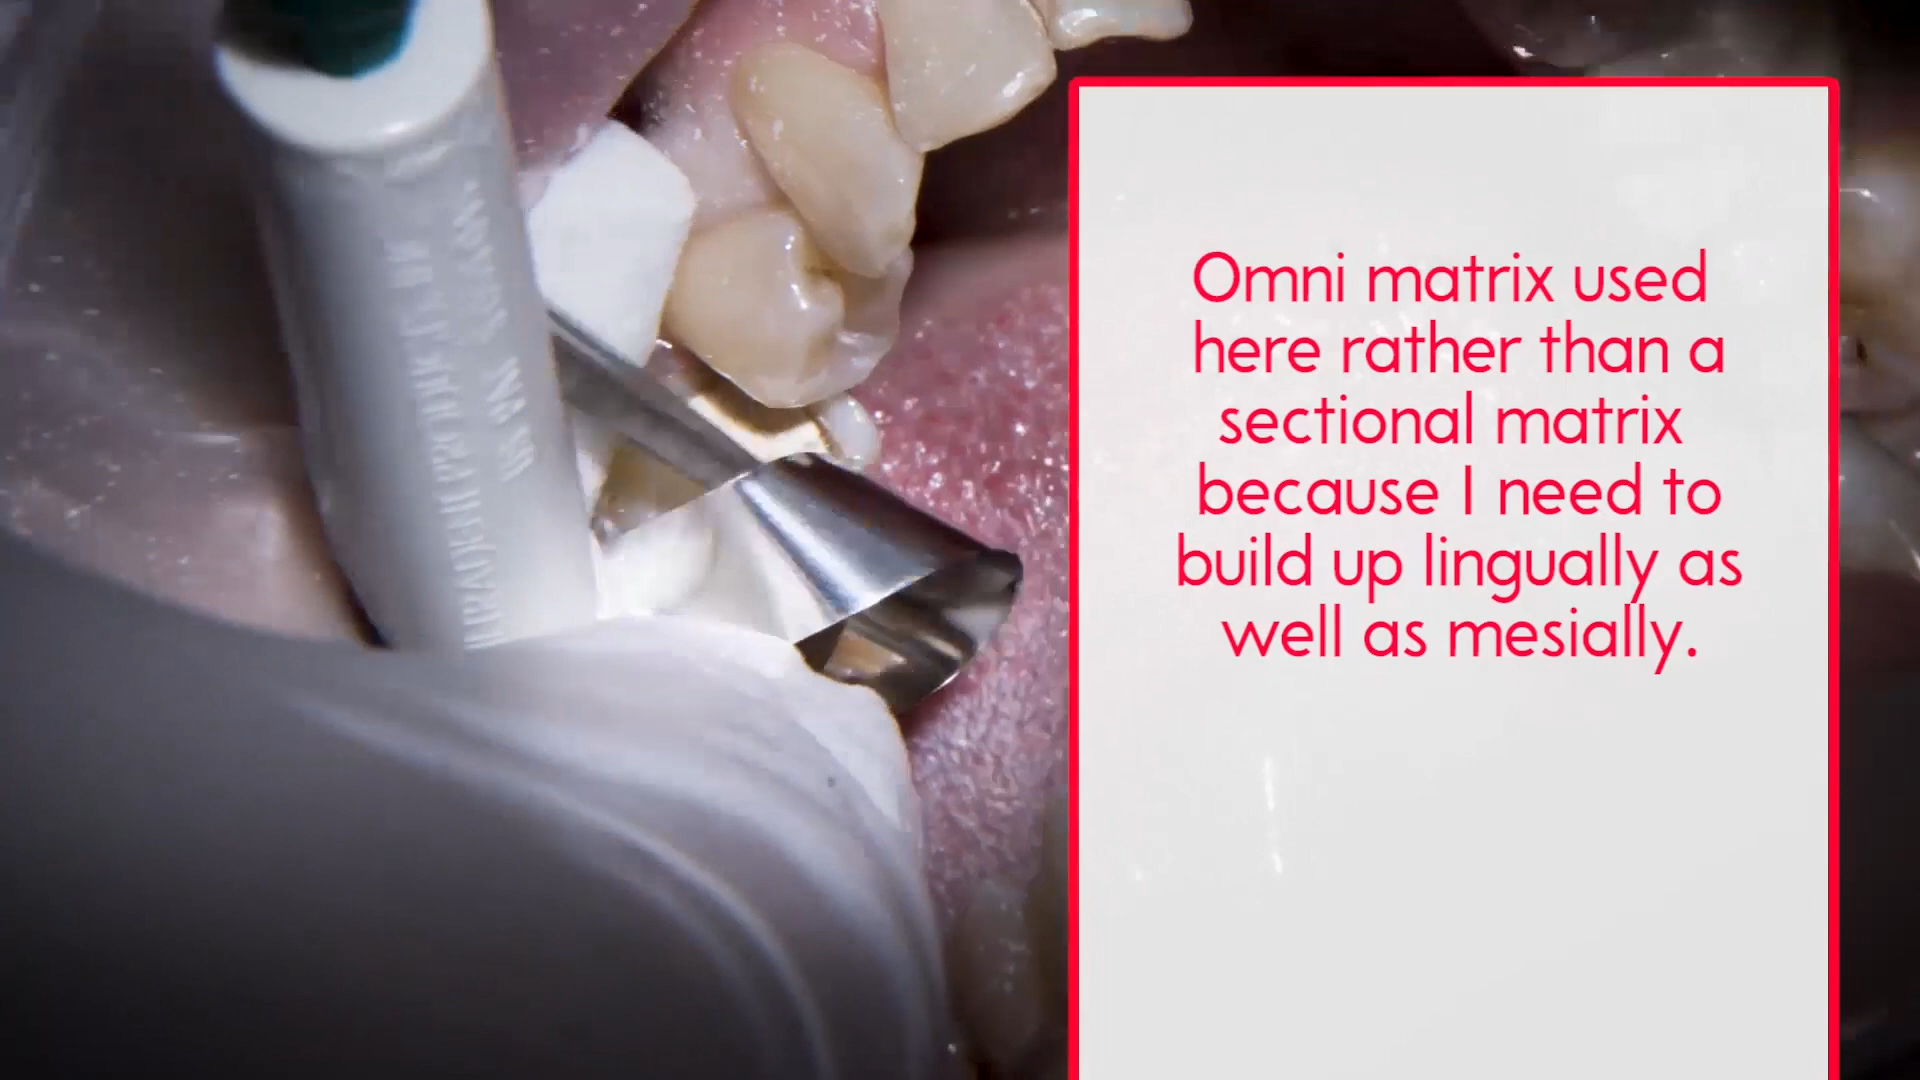 Omni matrix used
here rather than a
sectional matrix
because I need to
build up lingually as
well as mesially.